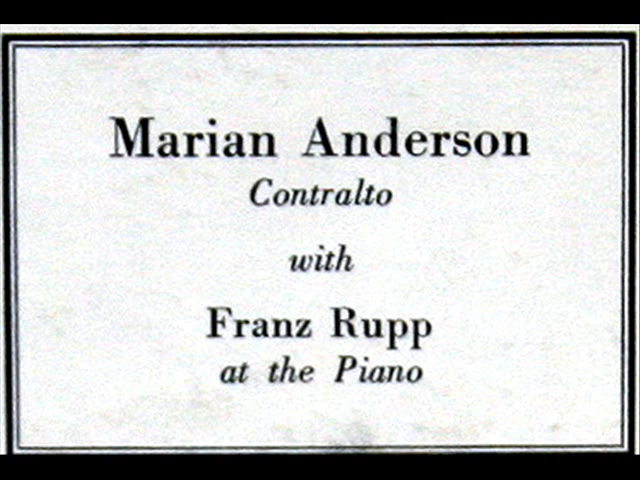 Marian Anderson
Contralto
with
Franz Rupp
at the Piano